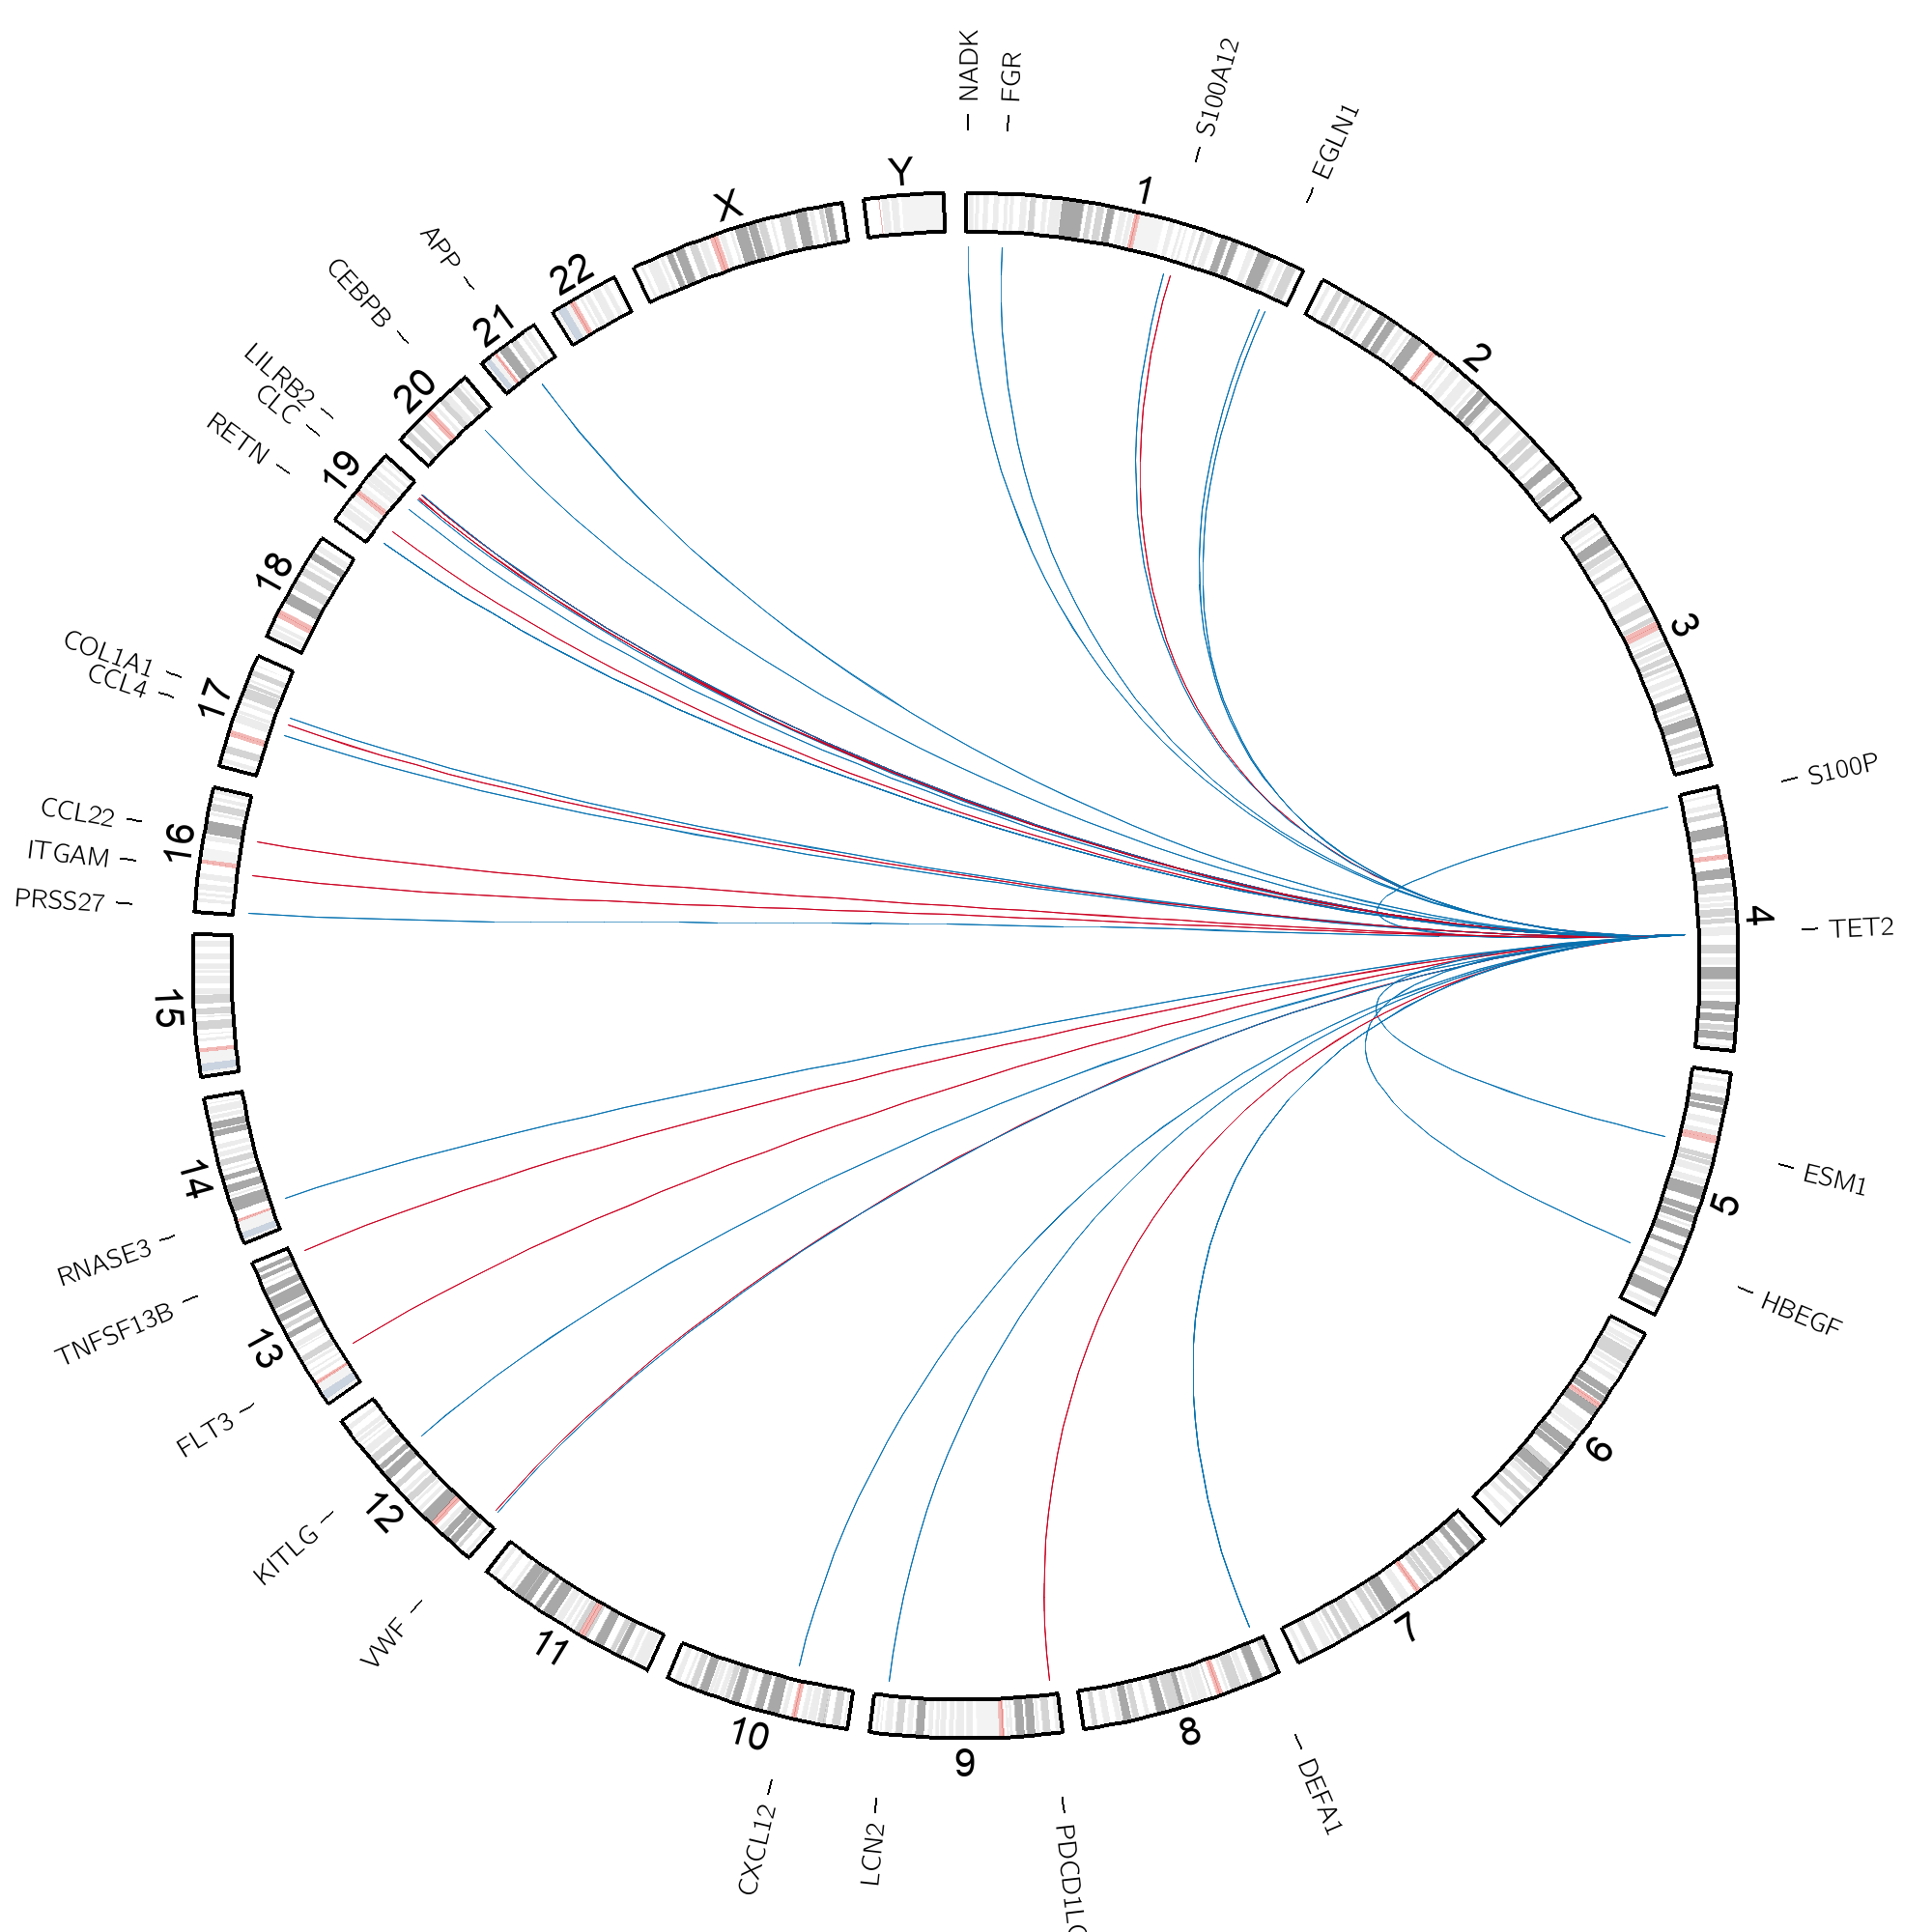 NADK
FGR
S100A12
EGLN1
1
2
3
S100P
4
TET2
ESM1
5
HBEGF
6
7
DEFA1
8
PDCD1LG
9
LCN2
CXCL12
10
11
VWF
12
KITLG
FLT3
13
TNFSF13B
RNASE3
14
15
PRSS27
ITGAM
16
CCL22
CCL4
COL1A1
17
18
19
RETN
CLC
LILRB2
20
CEBPB
21
APP
22
X
Y